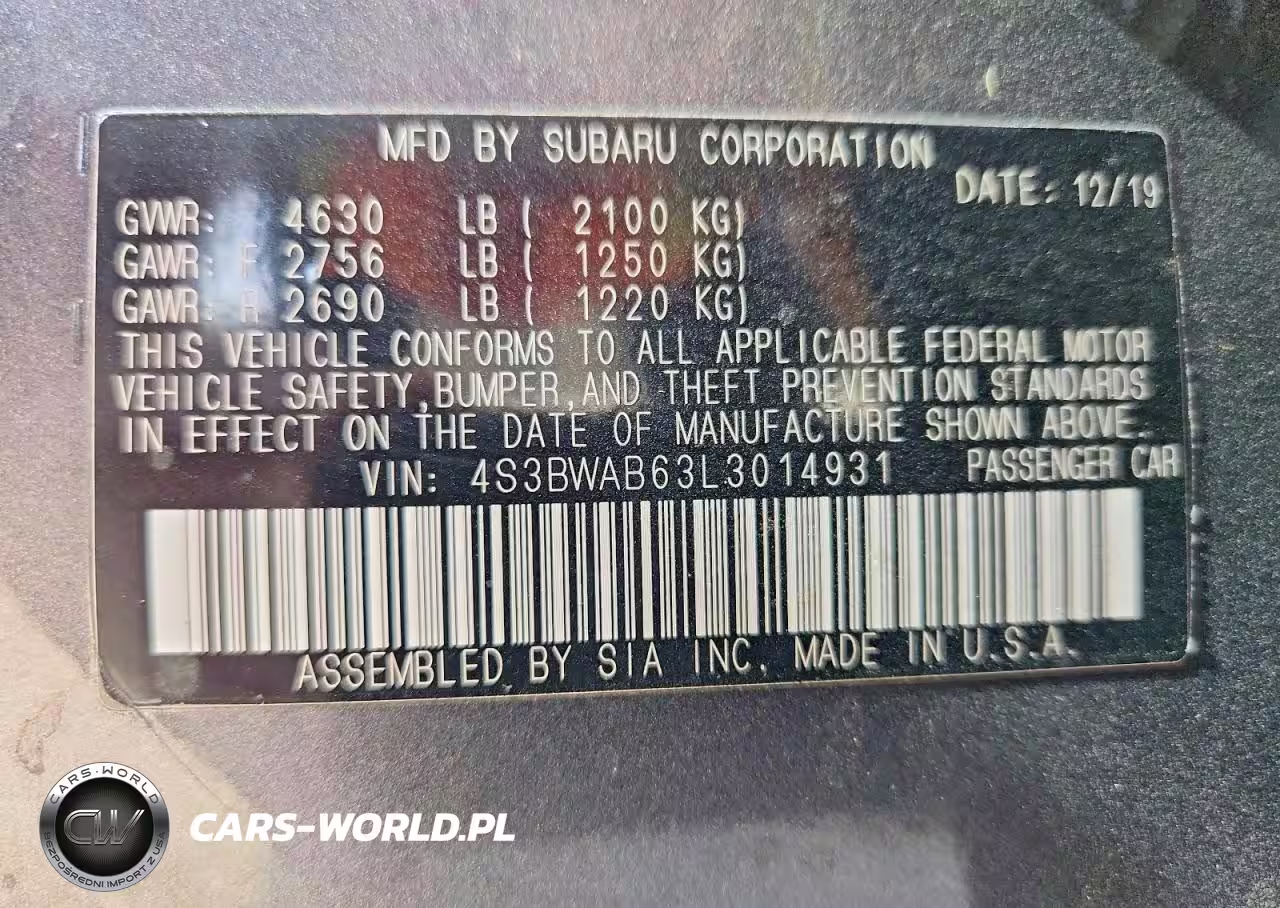 MFD BY SUBARU CORPORATION
DATE: 12/19
GVWR: 4630 LB ( 2100 KG)
GAWR: F 2756 LB ( 1250 KG)
GAWR: R 2690 LB ( 1220 KG)
THIS VEHICLE CONFORMS TO ALL APPLICABLE FEDERAL MOTOR
VEHICLE SAFETY,BUMPER,AND THEFT PREVENTION STANDARDS
IN EFFECT ON THE DATE OF MANUFACTURE SHOWN ABOVE.
VIN: 4S3BWAB63L3014931 PASSENGER CAR
ASSEMBLED BY SIA INC. MADE IN U.S.A.
CARS-WORLD
CW
BEZPOŚREDNI IMPORT Z USA
CARS-WORLD.PL